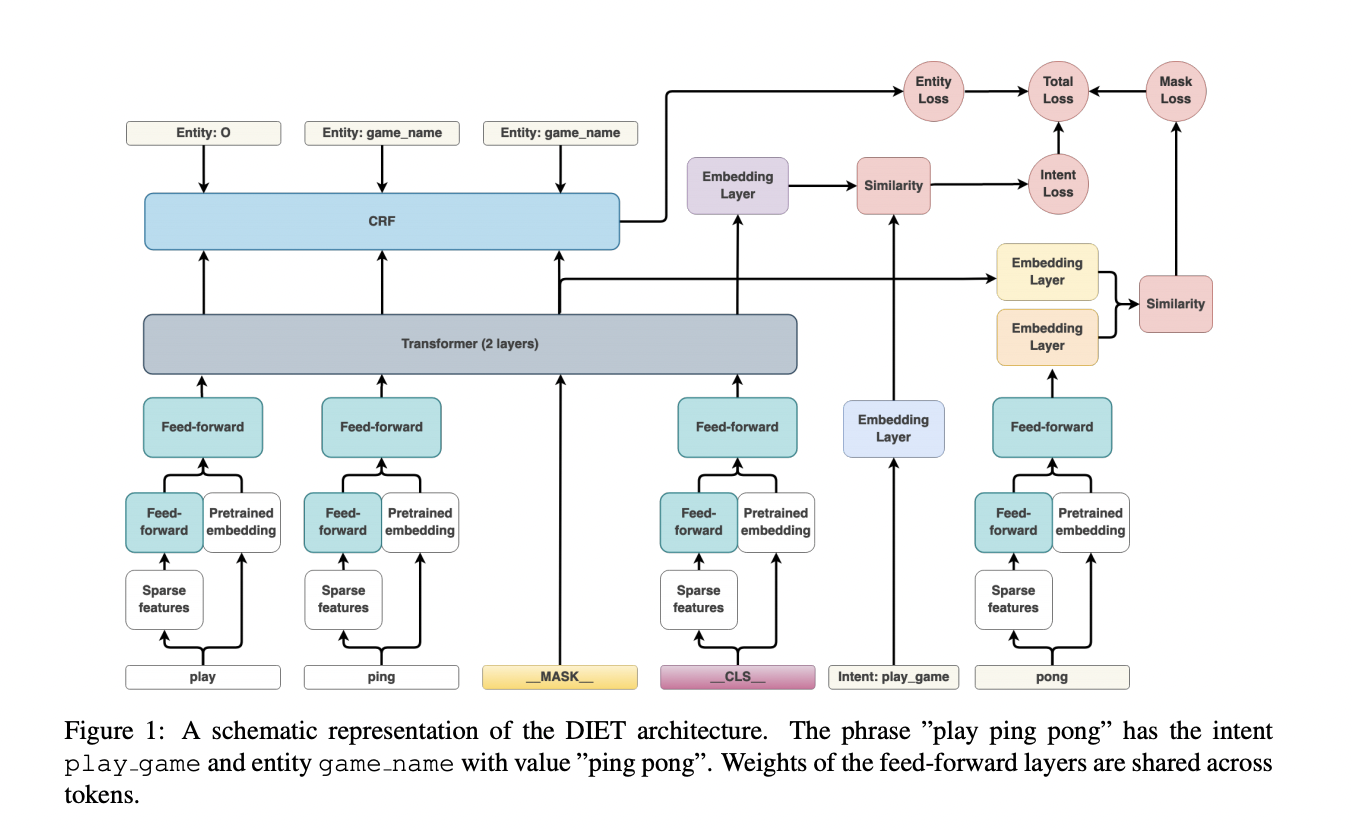 Entity
Loss
Total
Loss
Mask
Loss
Entity: O
Entity: game_name
Entity: game_name
Embedding
Layer
Similarity
Intent
Loss
CRF
Embedding
Layer
Similarity
Embedding
Layer
Transformer (2 layers)
Feed-forward
Feed-forward
Feed-forward
Embedding
Layer
Feed-forward
Feed-
forward
Pretrained
embedding
Feed-
forward
Pretrained
embedding
Feed-
forward
Pretrained
embedding
Feed-
forward
Pretrained
embedding
Sparse
features
Sparse
features
Sparse
features
Sparse
features
play
ping
__MASK__
__CLS__
Intent: play_game
pong
Figure 1: A schematic representation of the DIET architecture. The phrase ”play ping pong” has the intent
play_game and entity game_name with value ”ping pong”. Weights of the feed-forward layers are shared across
tokens.